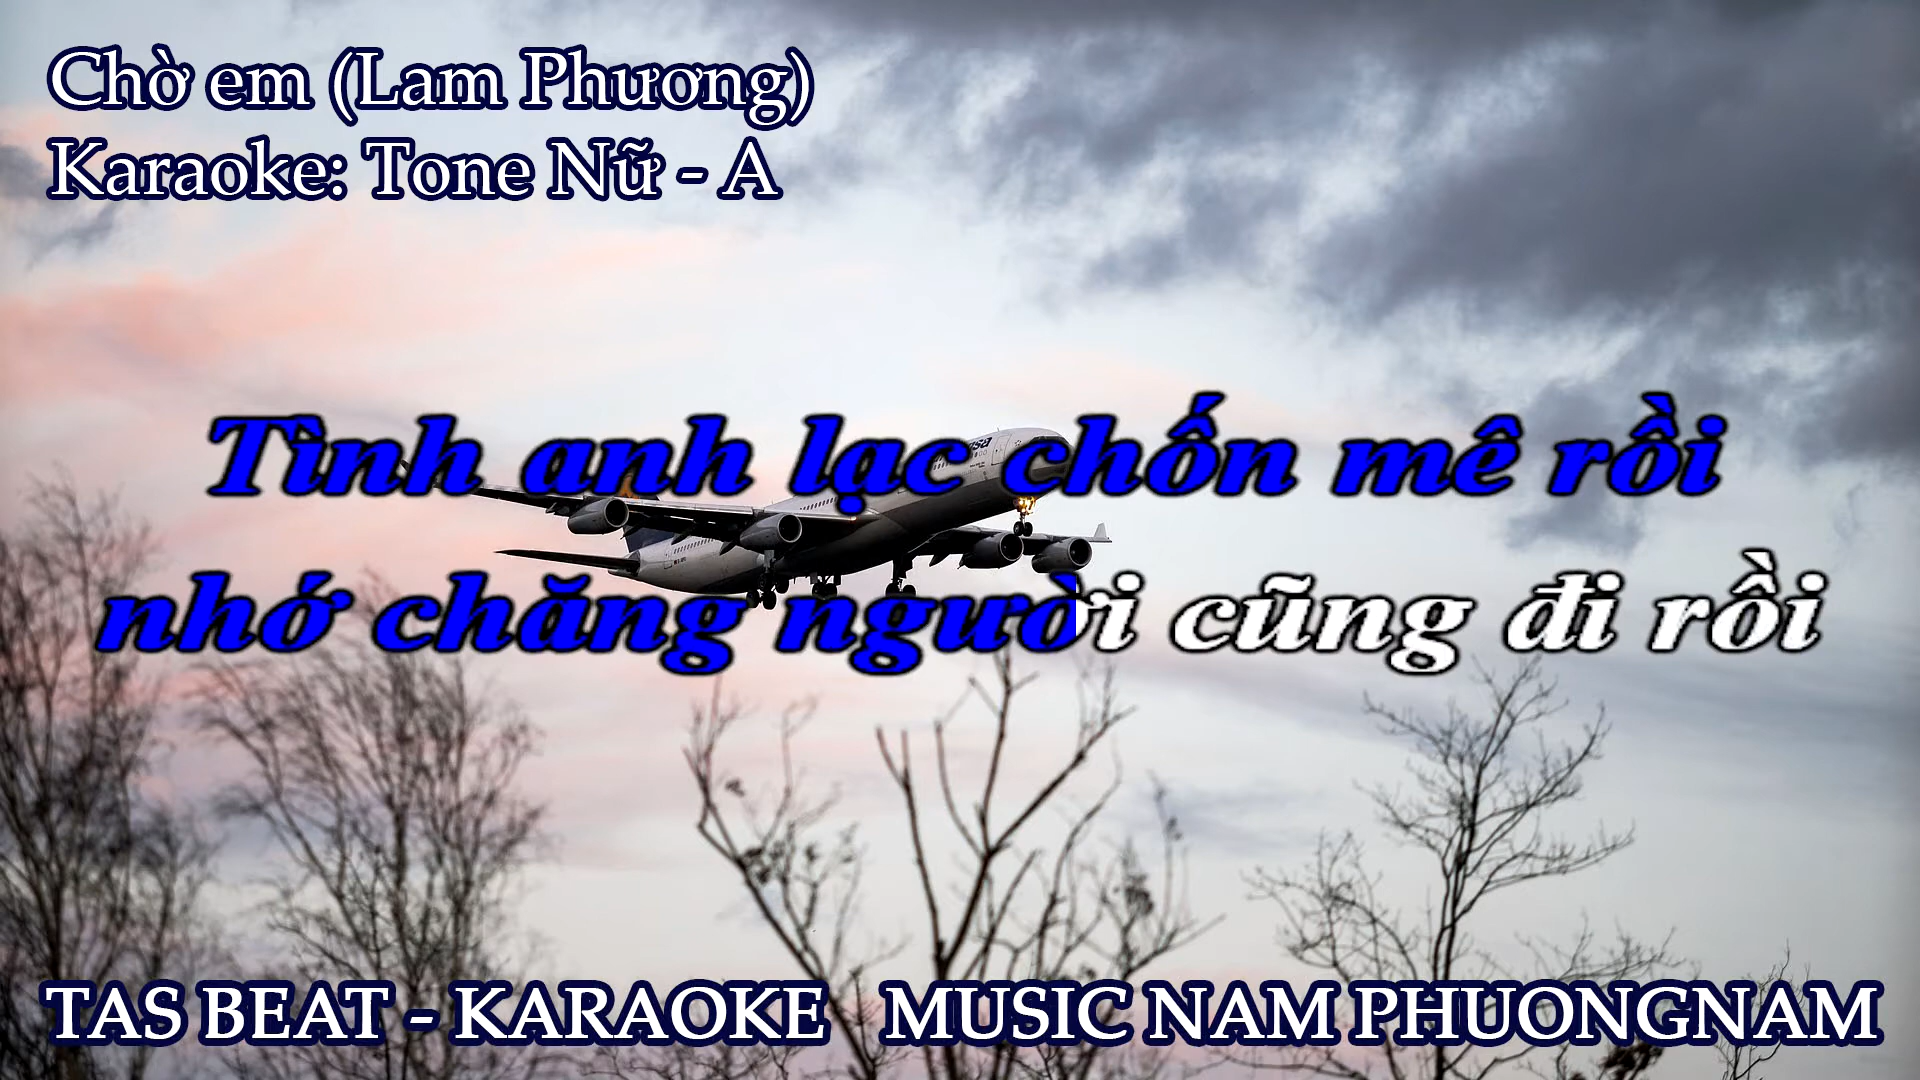 Chờ em (Lam Phương)
Karaoke: Tone Nữ - A
Tình anh lạc chốn mê rồi
nhớ chăng người cũng đi rồi
TAS BEAT - KARAOKE MUSIC NAM PHUONGNAM